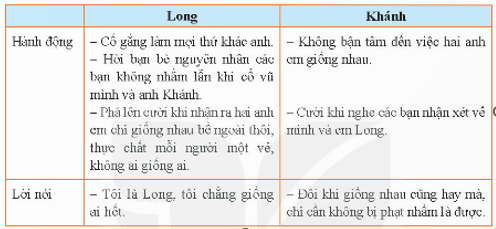 Long
Khánh
Hành động
– Cố gắng làm mọi thứ khác anh.
– Hỏi bạn bè nguyên nhân các
bạn không nhầm lẫn khi cổ vũ
mình và anh Khánh.
– Phá lên cười khi nhận ra hai anh
em chỉ giống nhau bề ngoài thôi,
thực chất mỗi người một vẻ,
không ai giống ai.
– Không bận tâm đến việc hai anh
em giống nhau.
– Cười khi nghe các bạn nhận xét về
mình và em Long.
Lời nói
– Tôi là Long, tôi chẳng giống
ai hết.
– Đôi khi giống nhau cũng hay mà,
chỉ cần không bị phạt nhầm là được.